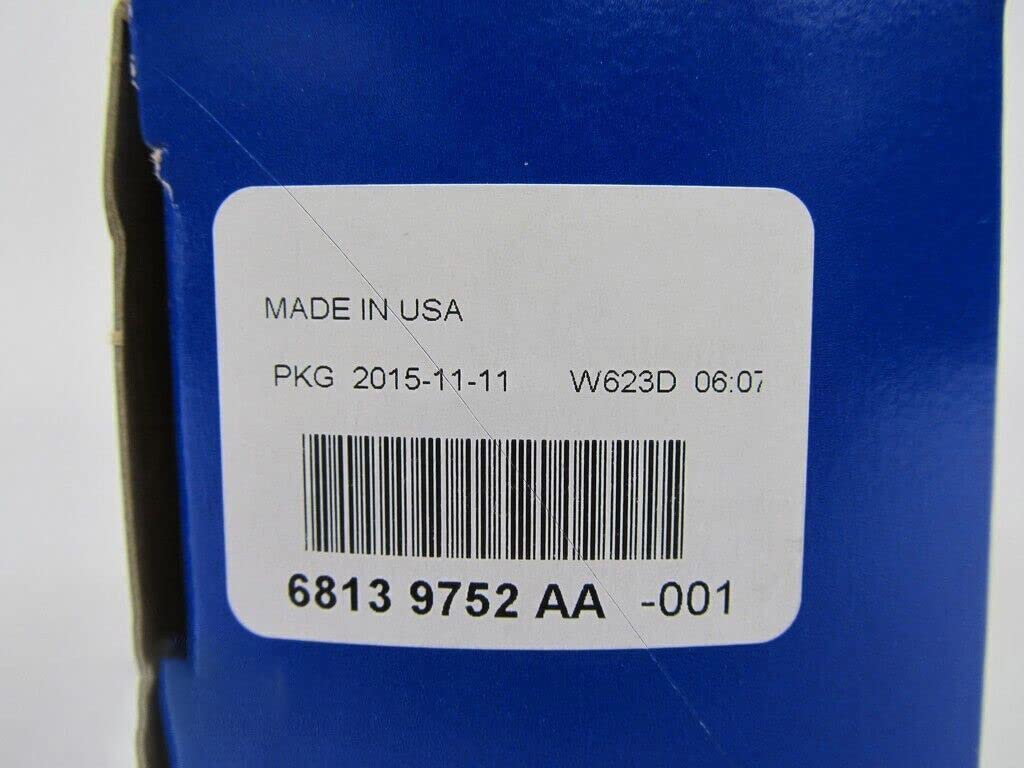 MADE IN USA
PKG 2015-11-11 W623D 06:07
6813 9752 AA -001